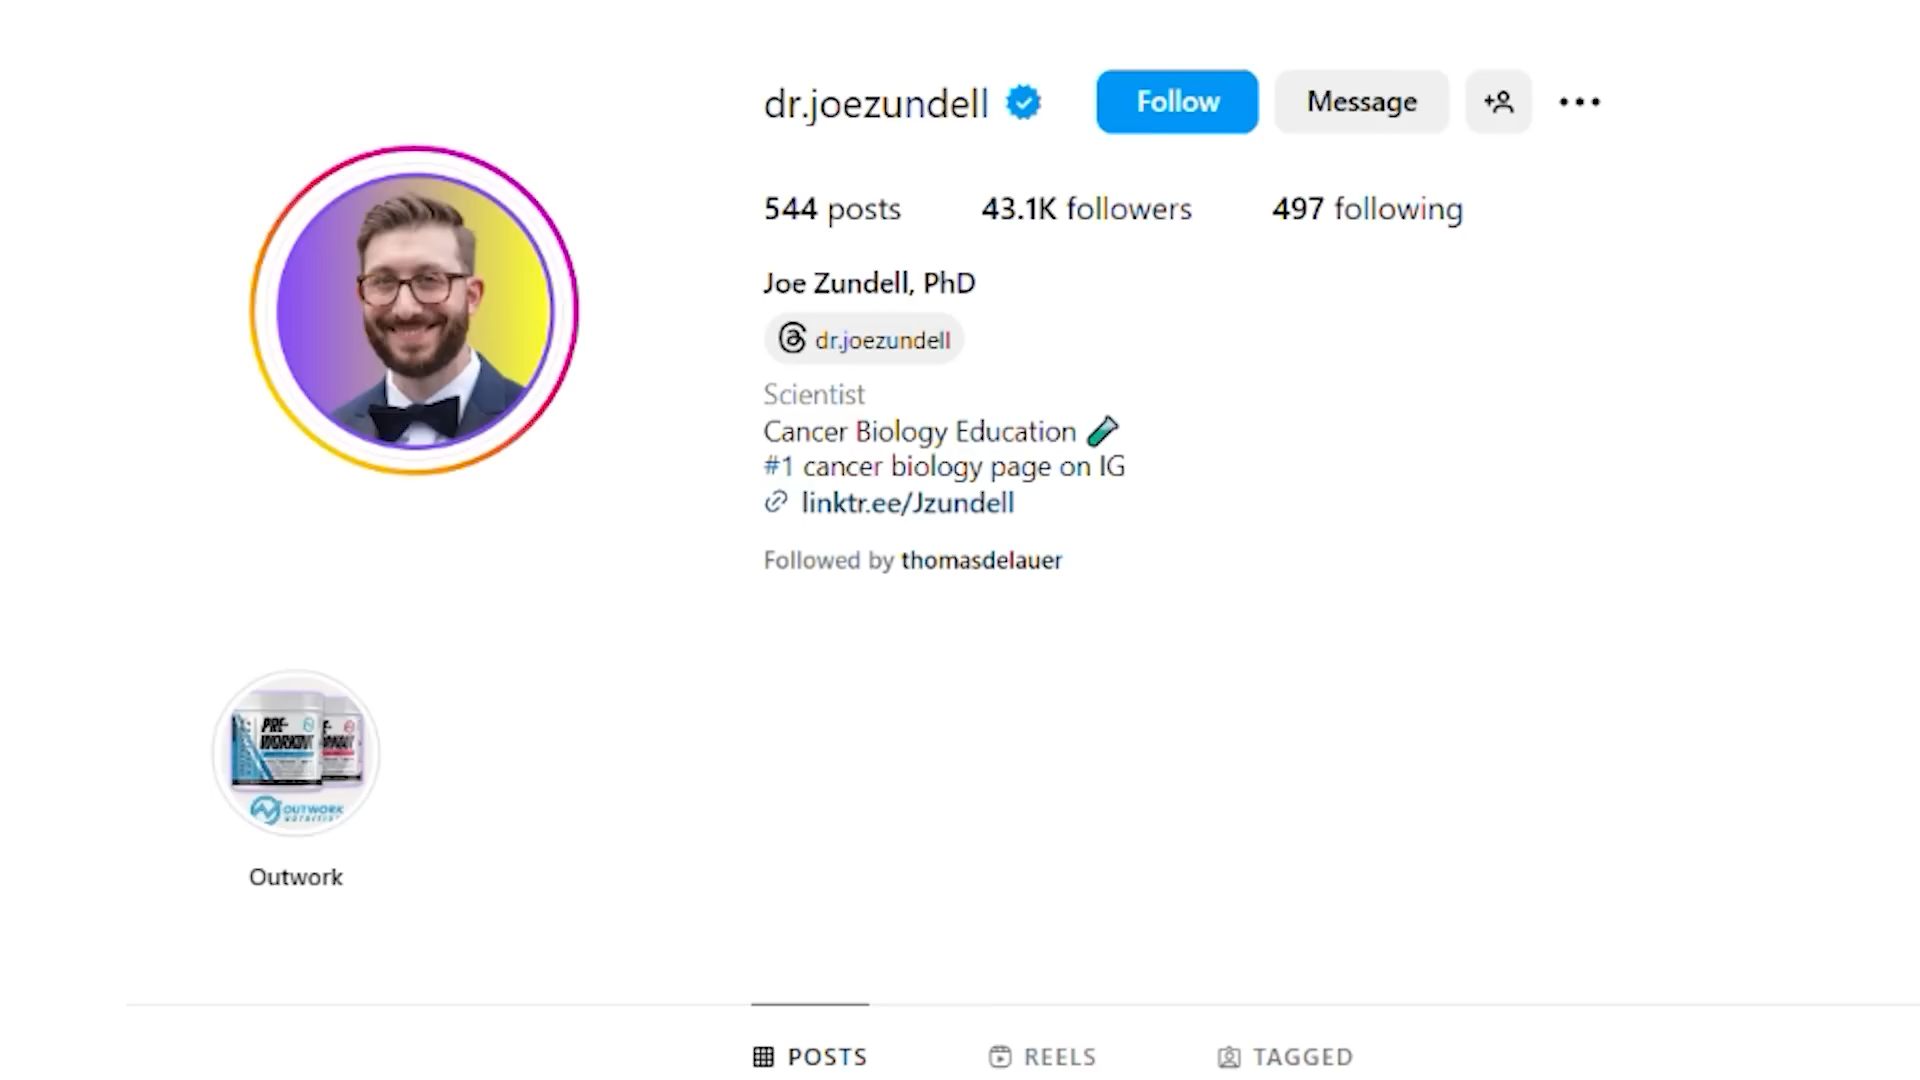 dr.joezundell
Follow
Message
544 posts
43.1K followers
497 following
Joe Zundell, PhD
dr.joezundell
Scientist
Cancer Biology Education
#1 cancer biology page on IG
linktr.ee/Jzundell
Followed by thomasdelauer
PRE-
WORKOUT
OUTWORK
NUTRITION
Outwork
POSTS
REELS
TAGGED